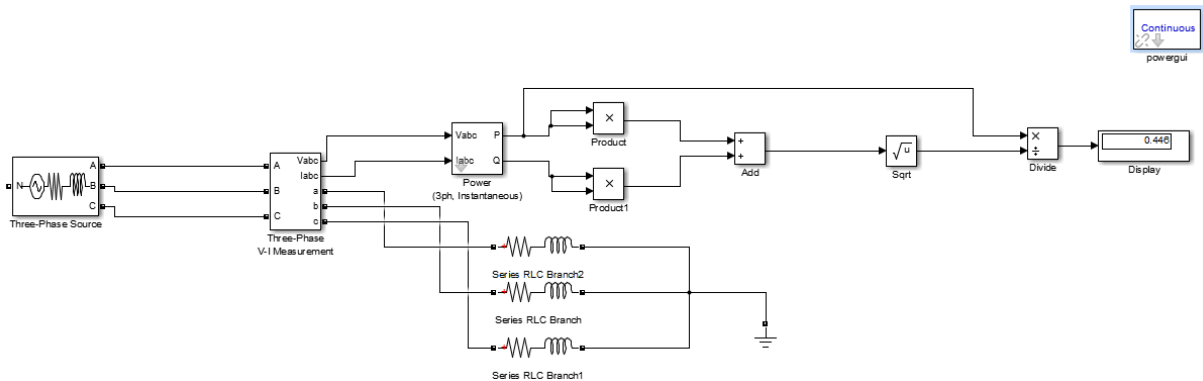 Continuous
powergui
Vabc
P
Iabc
Q
Power
(3ph, Instantaneous)
×
Product
×
Product1
+
+
Add
√u
Sqrt
×
÷
Divide
0.446
Display
N
A
B
C
Three-Phase Source
A
B
C
Vabc
Iabc
a
b
c
Three-Phase
V-I Measurement
Series RLC Branch2
Series RLC Branch
Series RLC Branch1